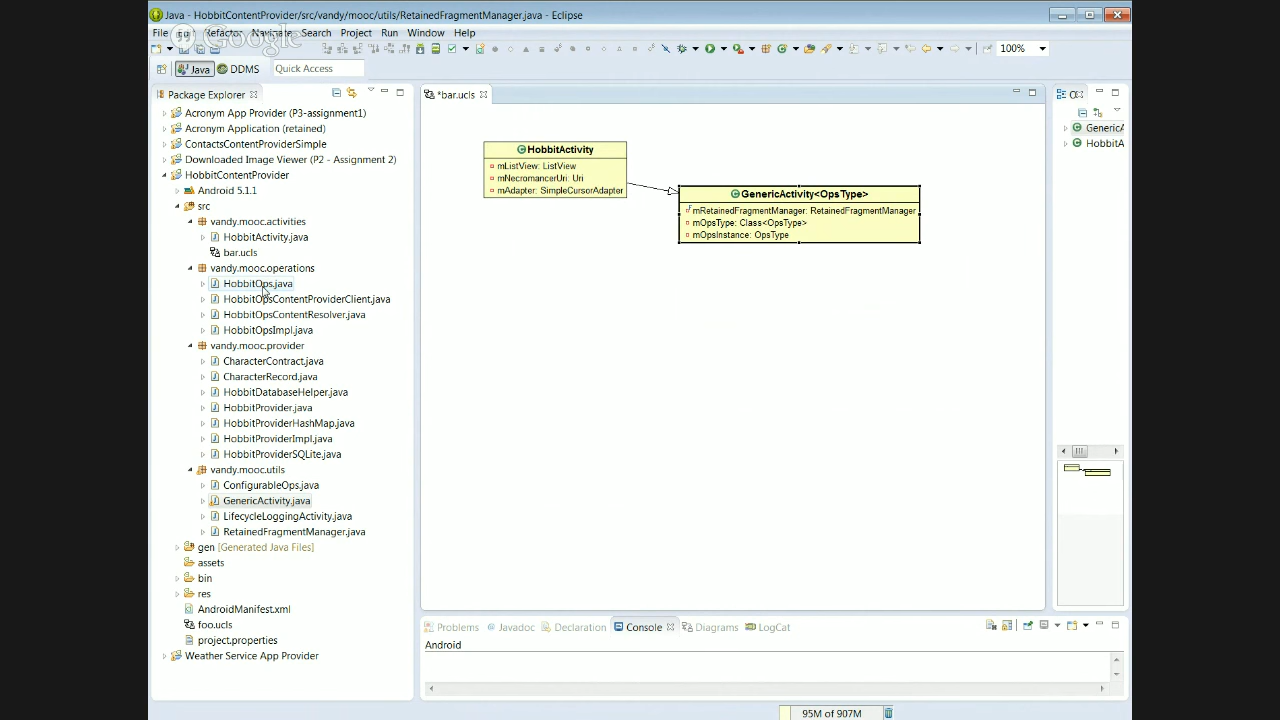 Java - HobbitContentProvider/src/vandy/mooc/utils/RetainedFragmentManager.java - Eclipse
File Edit Refactor Navigate Search Project Run Window Help
Google
100%
Java DDMS Quick Access
Package Explorer
*bar.ucls
Acronym App Provider (P3-assignment1)
Acronym Application (retained)
ContactsContentProviderSimple
Downloaded Image Viewer (P2 - Assignment 2)
HobbitContentProvider
Android 5.1.1
src
vandy.mooc.activities
HobbitActivity.java
bar.ucls
vandy.mooc.operations
HobbitOps.java
HobbitOpsContentProviderClient.java
HobbitOpsContentResolver.java
HobbitOpsImpl.java
vandy.mooc.provider
CharacterContract.java
CharacterRecord.java
HobbitDatabaseHelper.java
HobbitProvider.java
HobbitProviderHashMap.java
HobbitProviderImpl.java
HobbitProviderSQLite.java
vandy.mooc.utils
ConfigurableOps.java
GenericActivity.java
LifecycleLoggingActivity.java
RetainedFragmentManager.java
gen [Generated Java Files]
assets
bin
res
AndroidManifest.xml
foo.ucls
project.properties
Weather Service App Provider
HobbitActivity
mListView: ListView
mNecromancerUri: Uri
mAdapter: SimpleCursorAdapter
GenericActivity<OpsType>
mRetainedFragmentManager: RetainedFragmentManager
mOpsType: Class<OpsType>
mOpsInstance: OpsType
GenericA
HobbitA
Problems Javadoc Declaration Console Diagrams LogCat
Android
95M of 907M